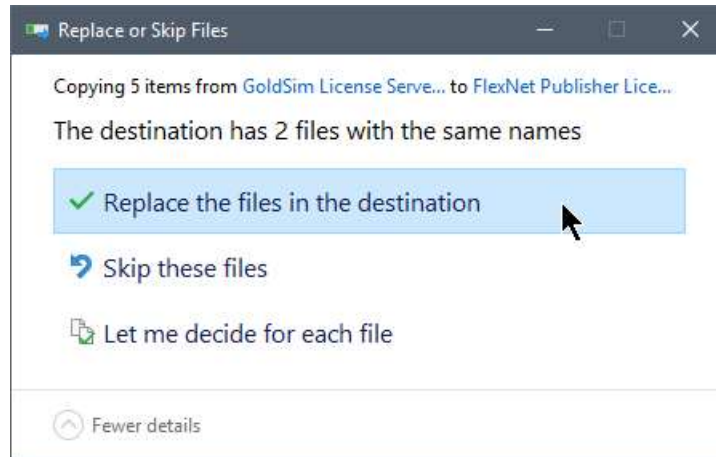 Replace or Skip Files
Copying 5 items from GoldSim License Serve... to FlexNet Publisher Lice...
The destination has 2 files with the same names
Replace the files in the destination
Skip these files
Let me decide for each file
Fewer details